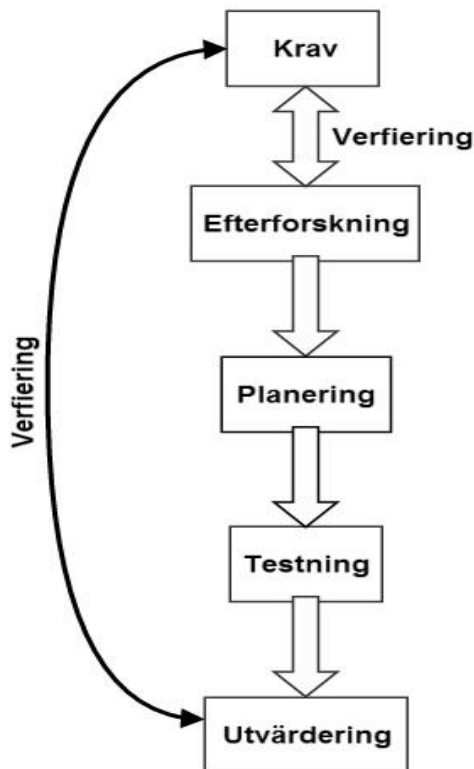 Krav
Verfiering
Efterforskning
Planering
Verfiering
Testning
Utvärdering